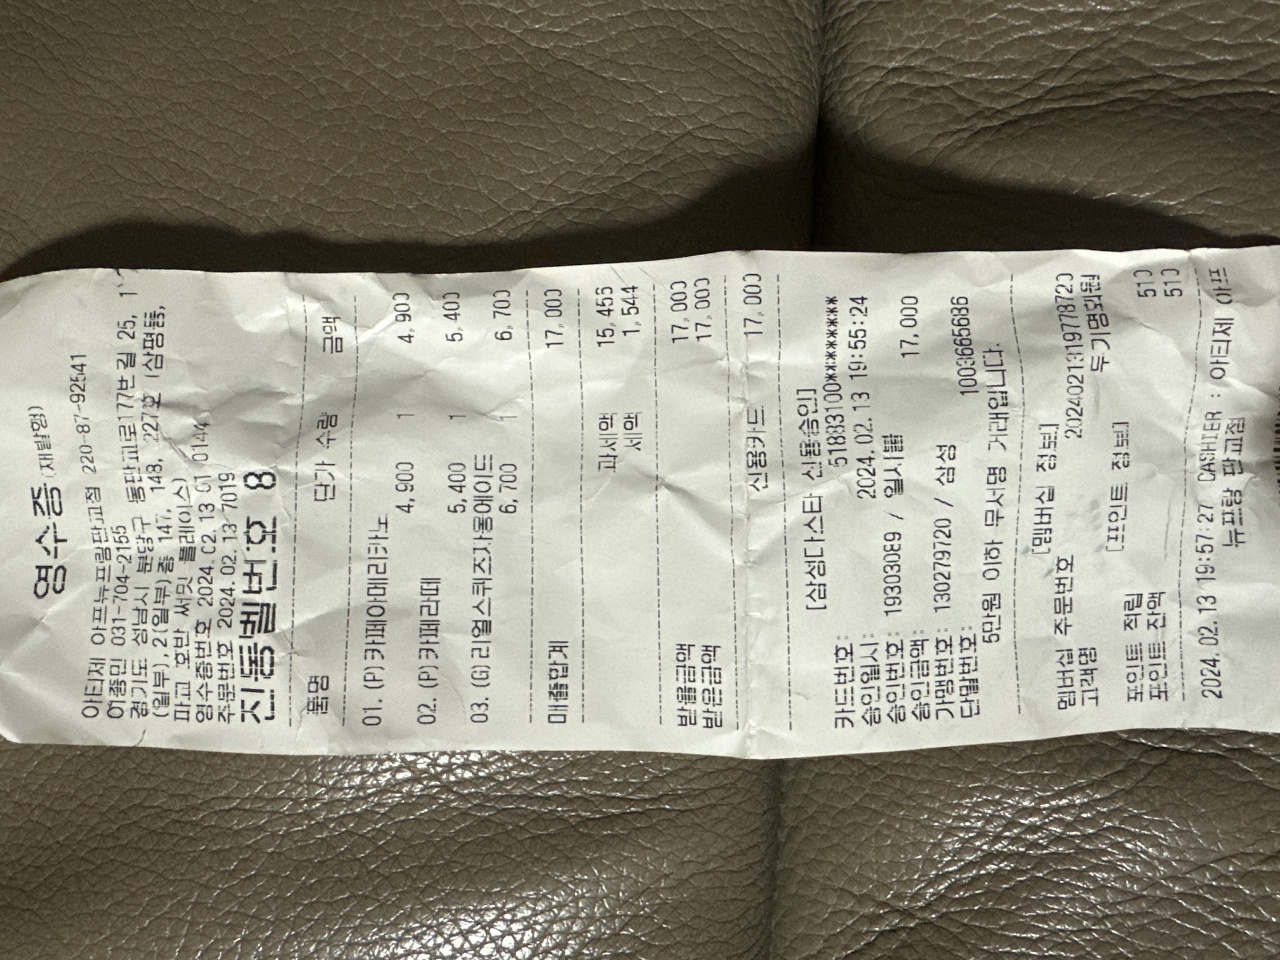 영수증 (재발행)
아티제 아프뉴프랑판교점 220-87-92541
이종민 031-704-2155
경기도 성남시 분당구 동판교로177번길 25, 1
(일부), 2(일부)층 147, 148, 227호 (삼평동,
파교 호반 써밋 플레이스)
영수증번호 2024.02.13 01 0144
주문번호 2024.02.13 7019
진동벨번호 8
품명 단가 수량 금액
01. (P) 카페아메리카노
4,900 1 4,900
02. (P) 카페라떼
5,400 1 5,400
03. (G) 리얼스퀴즈자몽에이드
6,700 1 6,700
매출합계 17,000
과세액 15,456
세액 1,544
받을금액 17,000
받은금액 17,000
신용카드 17,000
[삼성다스타 신용승인]
카드번호: 51883100********
승인일시: 2024.02.13 19:55:24
승인번호: 19303089 / 일시불
승인금액: 17,000
가맹번호: 130279720 / 삼성
단말번호: 1003665686
5만원 이하 무서명 거래입니다.
[멤버십 정보]
멤버십 주문번호 2024021319778720
고객명 두기명되됨
[포인트 정보]
포인트 적립 510
포인트 잔액 510
2024.02.13 19:57:27 CASHIER : 아티제 아프
뉴프랑 판교점